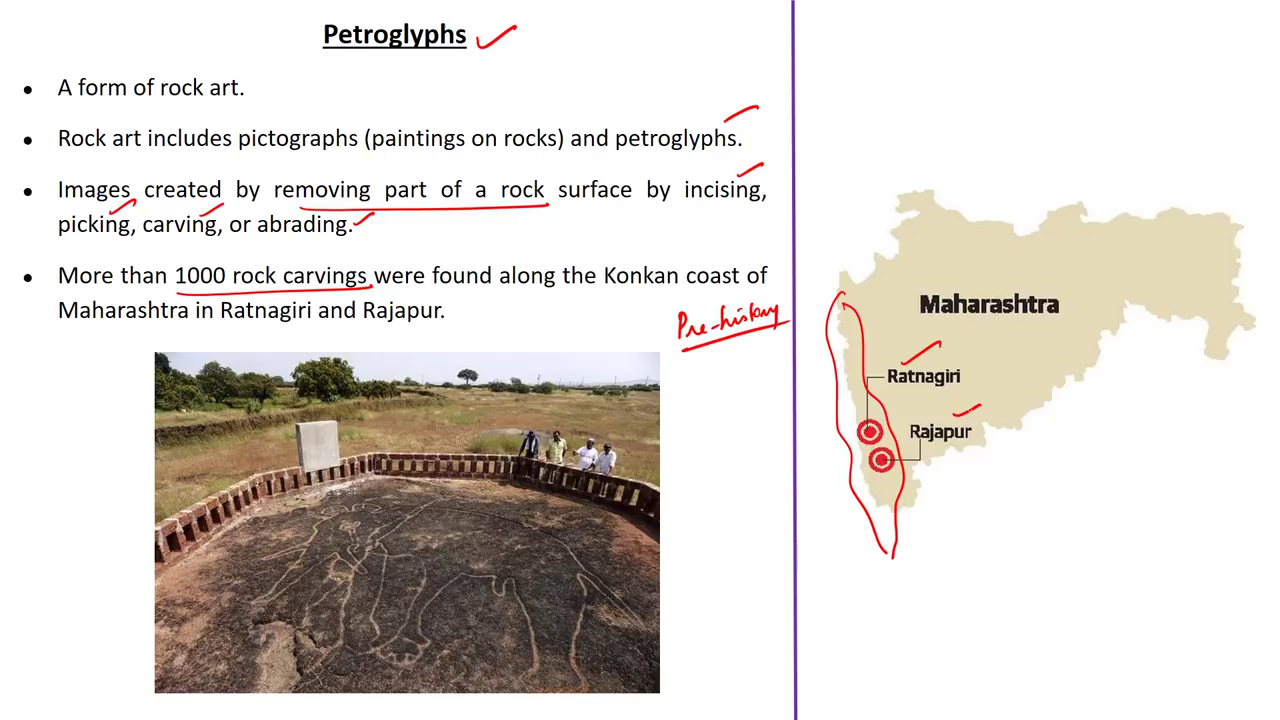 Petroglyphs
• A form of rock art.
• Rock art includes pictographs (paintings on rocks) and petroglyphs.
• Images created by removing part of a rock surface by incising,
picking, carving, or abrading.
• More than 1000 rock carvings were found along the Konkan coast of
Maharashtra in Ratnagiri and Rajapur.
Pre-history
Maharashtra
Ratnagiri
Rajapur